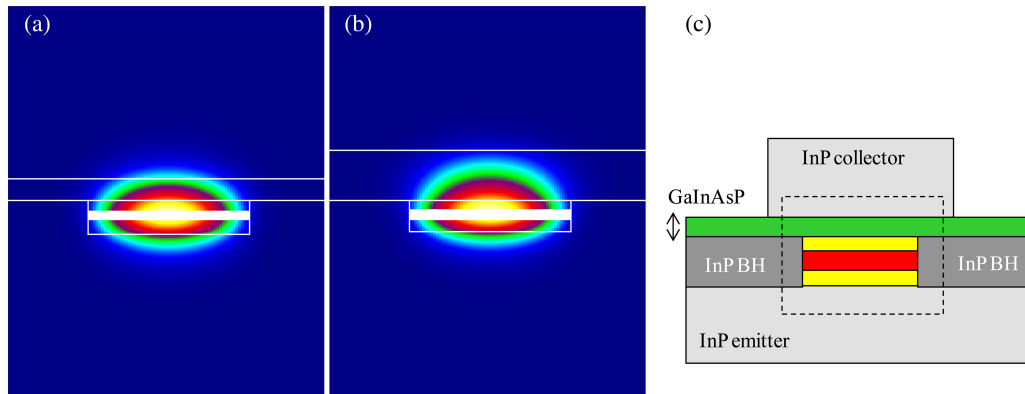 (a)
(b)
(c)
InP collector
GaInAsP
InP BH
InP BH
InP emitter